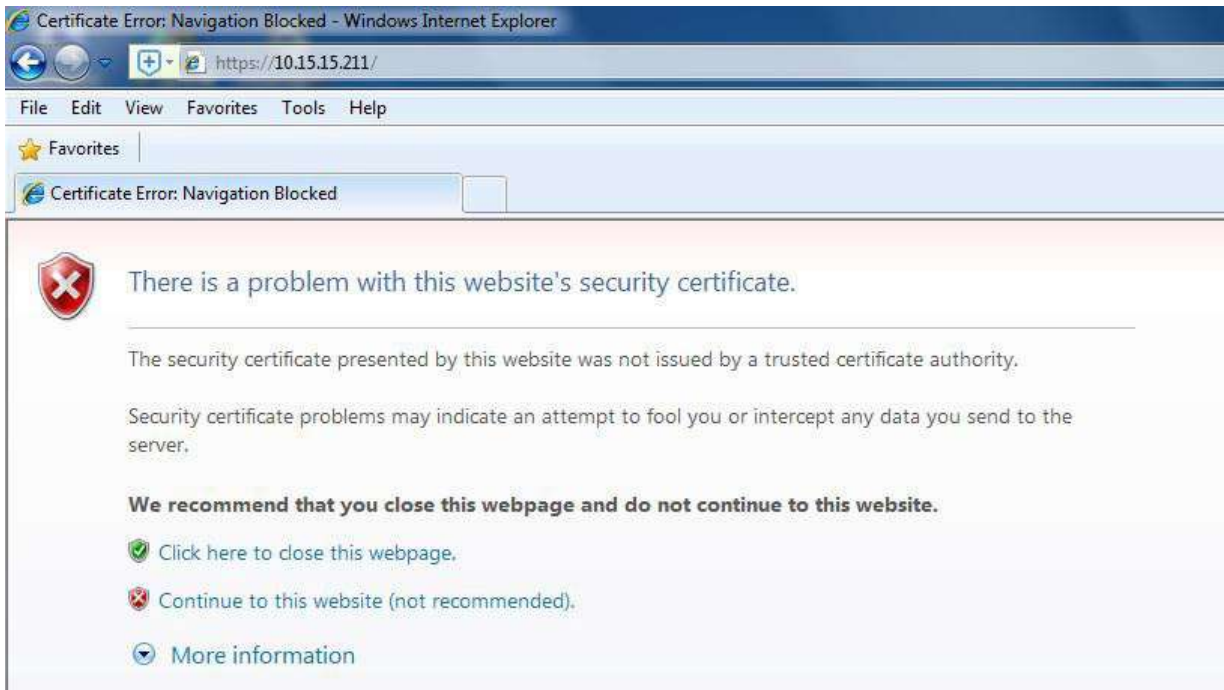 Certificate Error: Navigation Blocked - Windows Internet Explorer
https://10.15.15.211/
File Edit View Favorites Tools Help
Favorites
Certificate Error: Navigation Blocked
There is a problem with this website's security certificate.
The security certificate presented by this website was not issued by a trusted certificate authority.
Security certificate problems may indicate an attempt to fool you or intercept any data you send to the
server.
We recommend that you close this webpage and do not continue to this website.
Click here to close this webpage.
Continue to this website (not recommended).
More information